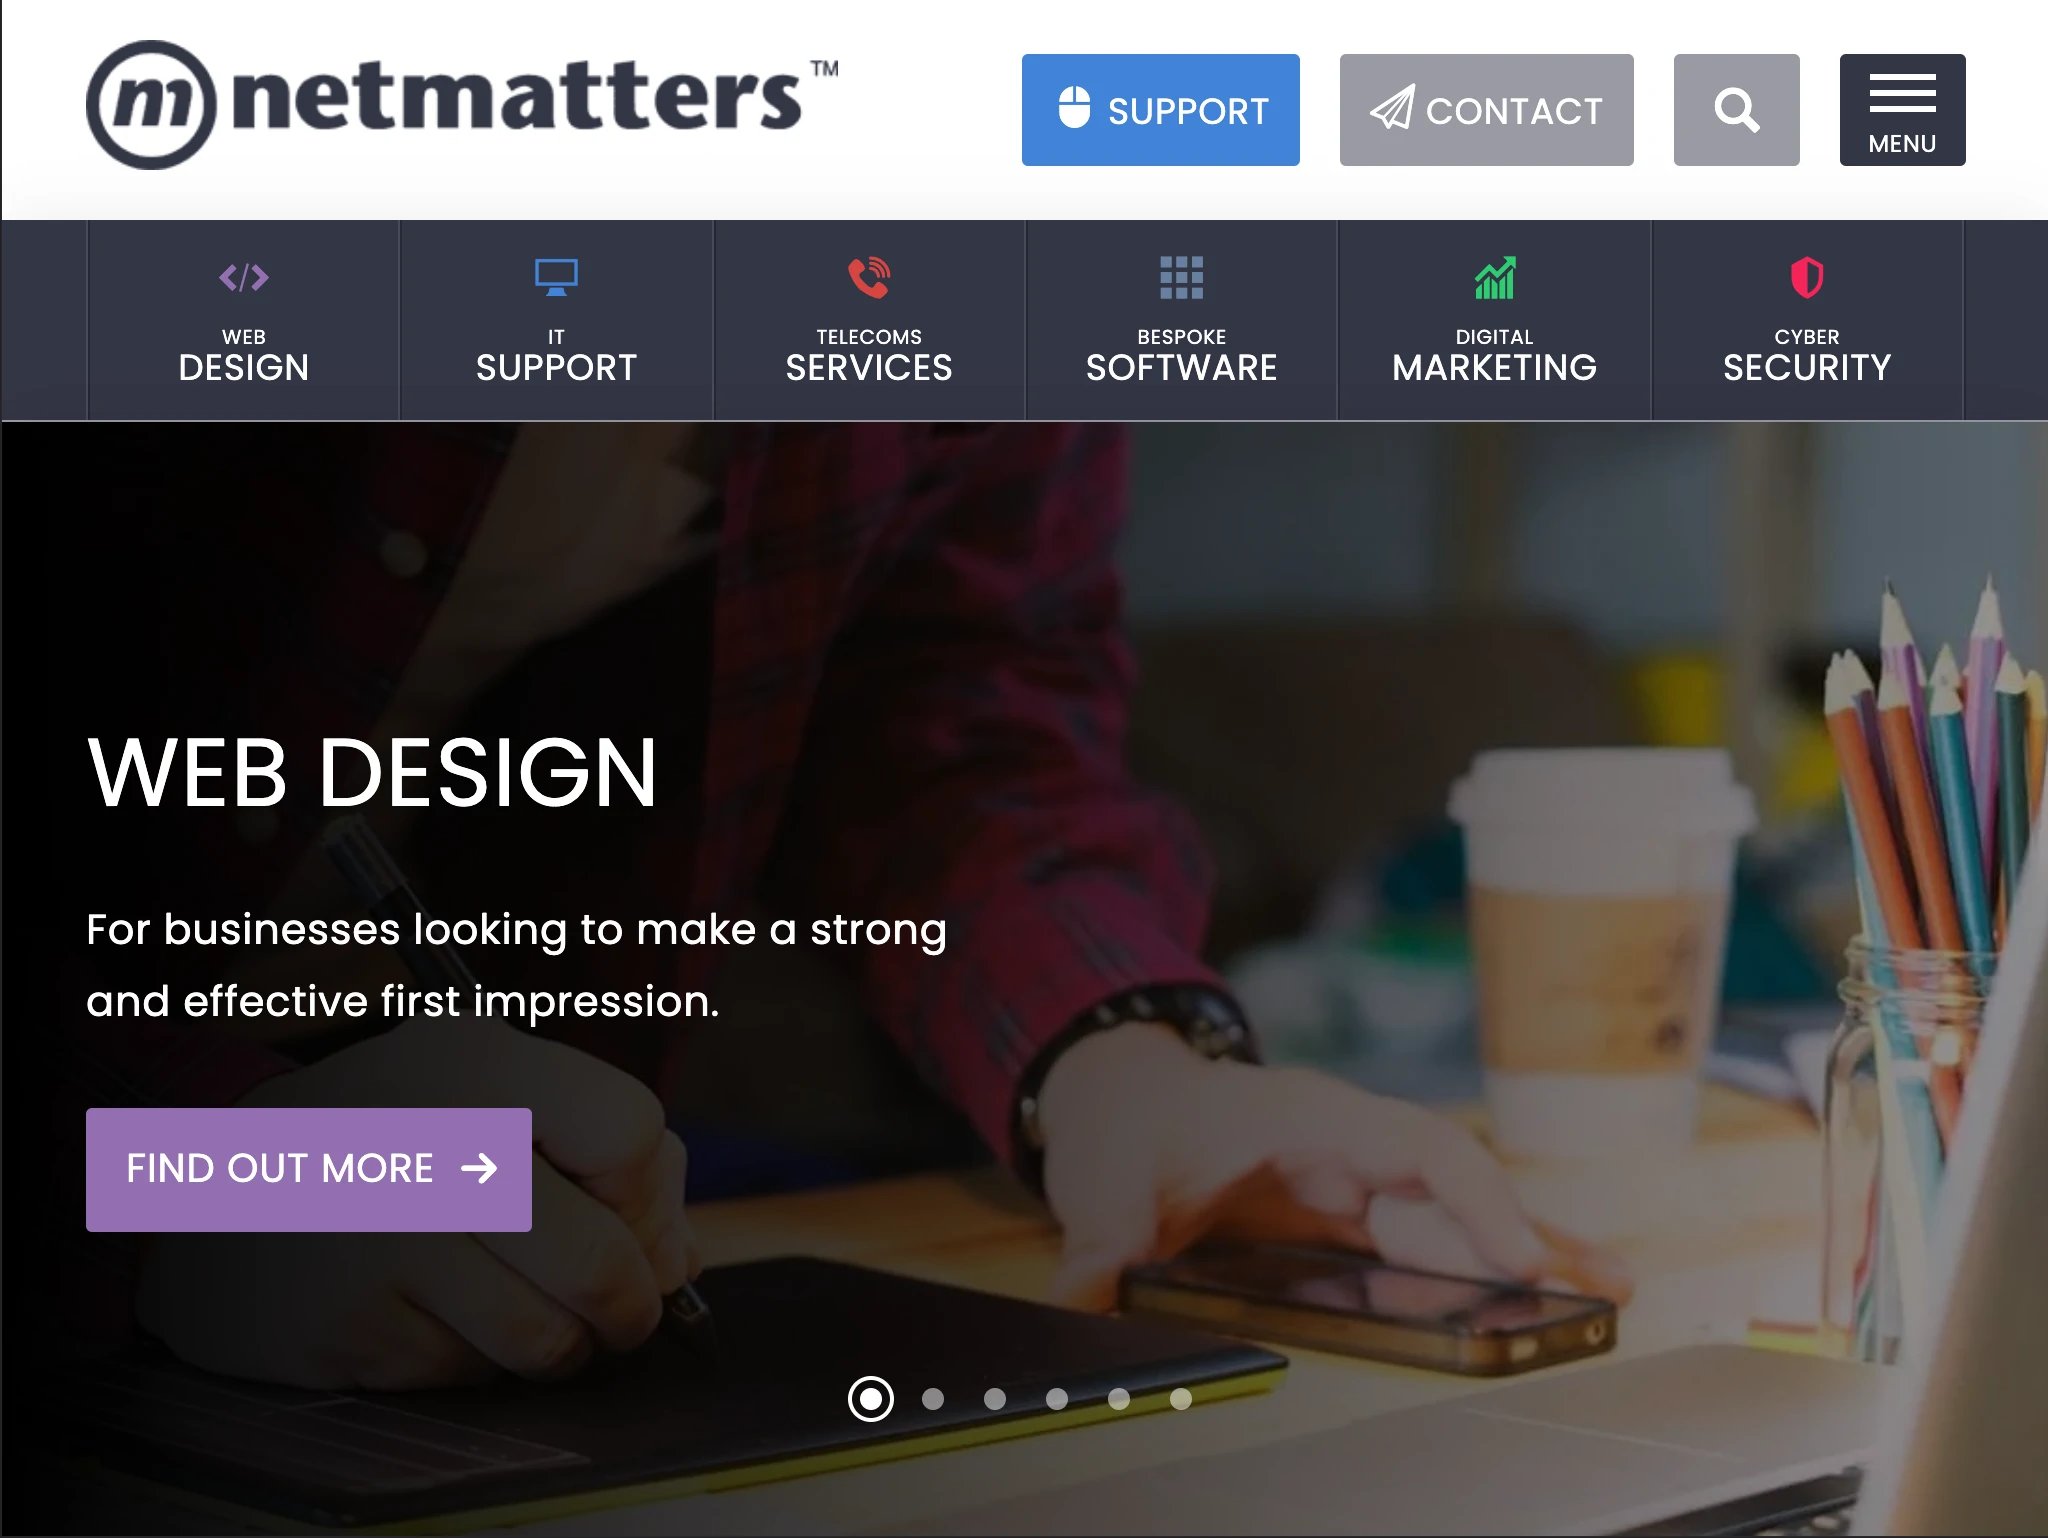 m netmatters™
SUPPORT
CONTACT
MENU
WEB
DESIGN
IT
SUPPORT
TELECOMS
SERVICES
BESPOKE
SOFTWARE
DIGITAL
MARKETING
CYBER
SECURITY
WEB DESIGN
For businesses looking to make a strong
and effective first impression.
FIND OUT MORE